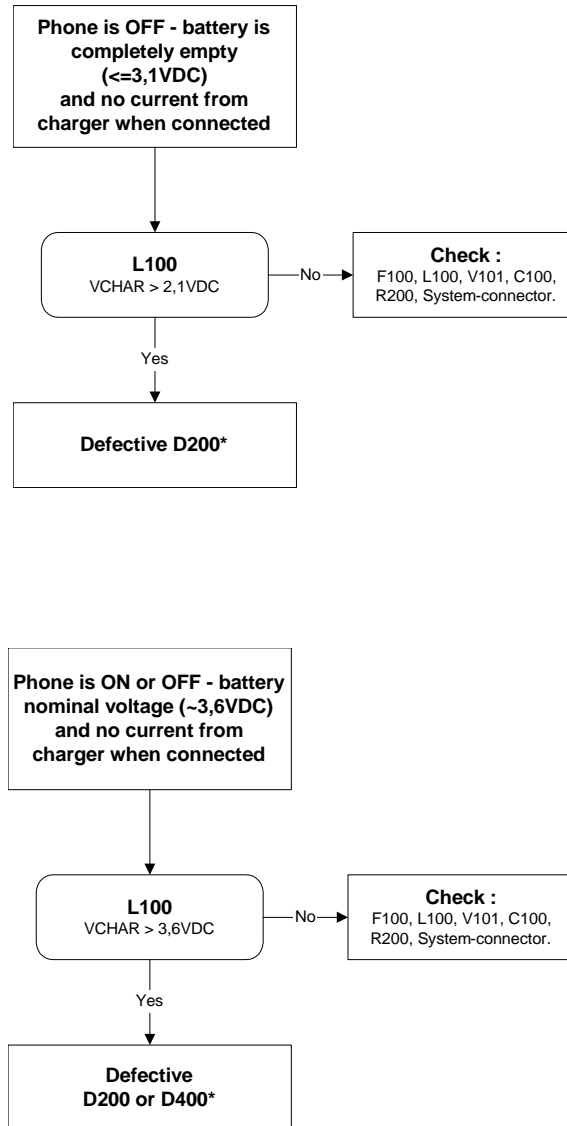 Phone is OFF - battery is
completely empty
(<=3,1VDC)
and no current from
charger when connected
L100
VCHAR > 2,1VDC
No
Check :
F100, L100, V101, C100,
R200, System-connector.
Yes
Defective D200*
Phone is ON or OFF - battery
nominal voltage (~3,6VDC)
and no current from
charger when connected
L100
VCHAR > 3,6VDC
No
Check :
F100, L100, V101, C100,
R200, System-connector.
Yes
Defective
D200 or D400*